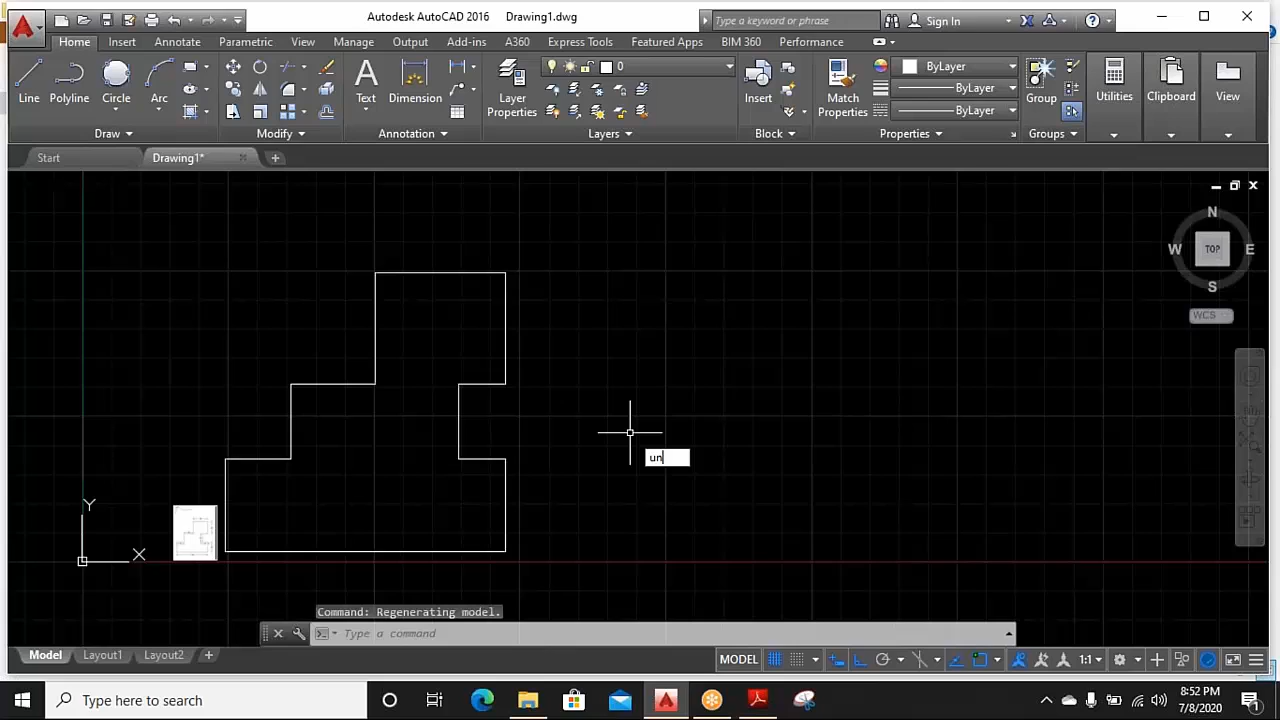 Autodesk AutoCAD 2016 Drawing1.dwg
Type a keyword or phrase
Sign In
Home Insert Annotate Parametric View Manage Output Add-ins A360 Express Tools Featured Apps BIM 360 Performance
Line Polyline Circle Arc
Text Dimension
Layer Properties
0
Insert
Match Properties
ByLayer
ByLayer
ByLayer
Group
Utilities
Clipboard
View
Draw Modify Annotation Layers Block Properties Groups
Start Drawing1*
N
W TOP E
S
WCS
un
Y
X
Command: Regenerating model.
Type a command
Model Layout1 Layout2
MODEL 1:1
Type here to search
8:52 PM
7/8/2020
1